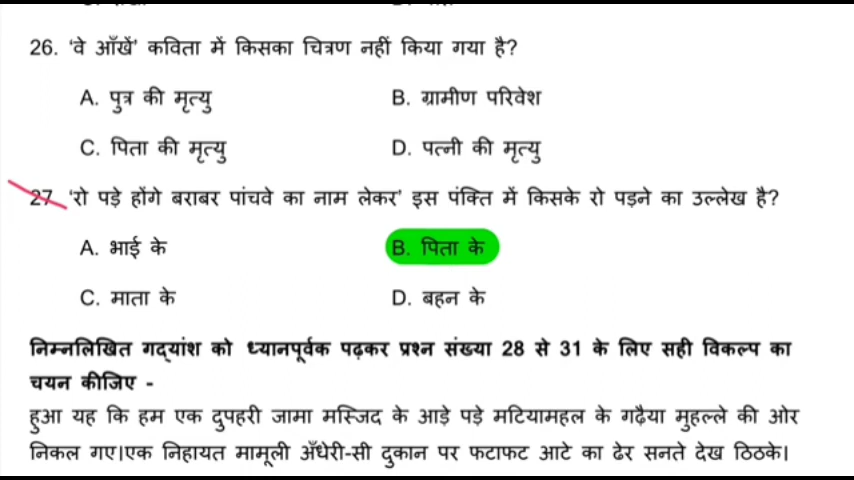 26. 'वे आँखें' कविता में किसका चित्रण नहीं किया गया है?
A. पुत्र की मृत्यु B. ग्रामीण परिवेश
C. पिता की मृत्यु D. पत्नी की मृत्यु
27 'रो पड़े होंगे बराबर पांचवे का नाम लेकर' इस पंक्ति में किसके रो पड़ने का उल्लेख है?
A. भाई के B. पिता के
C. माता के D. बहन के
निम्नलिखित गद्यांश को ध्यानपूर्वक पढ़कर प्रश्न संख्या 28 से 31 के लिए सही विकल्प का
चयन कीजिए -
हुआ यह कि हम एक दुपहरी जामा मस्जिद के आड़े पड़े मटियामहल के गढ़ैया मुहल्ले की ओर
निकल गए।एक निहायत मामूली अँधेरी-सी दुकान पर फटाफट आटे का ढेर सनते देख ठिठके।